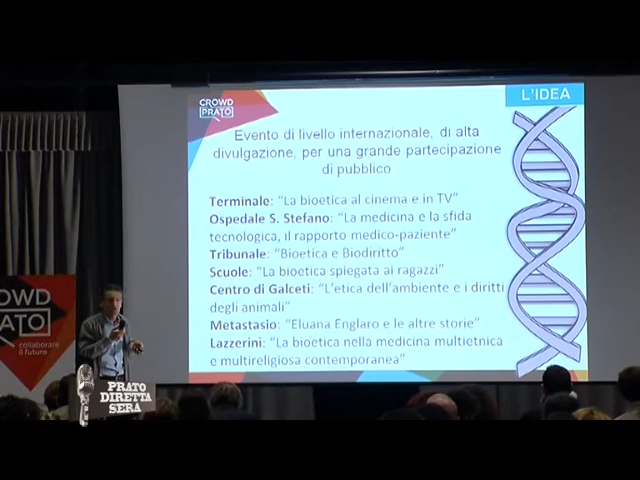 L'IDEA
CROWD
PRATO
Evento di livello internazionale, di alta
divulgazione, per una grande partecipazione
di pubblico
Terminale: "La bioetica al cinema e in TV"
Ospedale S. Stefano: "La medicina e la sfida
tecnologica, il rapporto medico-paziente"
Tribunale: "Bioetica e Biodiritto"
Scuole: "La bioetica spiegata ai ragazzi"
Centro di Galceti: "L'etica dell'ambiente e i diritti
degli animali"
Metastasio: "Eluana Englaro e le altre storie"
Lazzerini: "La bioetica nella medicina multietnica
e multireligiosa contemporanea"
ROWD
RATO
collaborare
il futuro
PRATO
DIRETTA
SERA